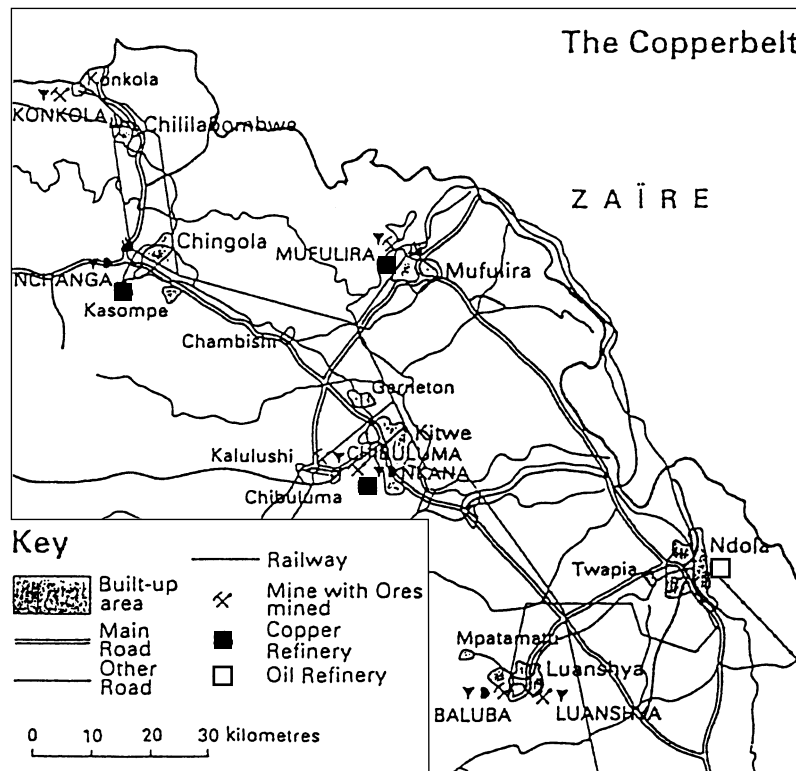 The Copperbelt
Konkola
KONKOLA
Chililabombwe
ZAÏRE
Chingola
MUFULIRA
Mufulira
NCHANGA
Kasompe
Chambishi
Garneton
Kitwe
Kalulushi
CHIBULUMA
NKANA
Chibuluma
Ndola
Twapia
Mpatamatu
Luanshya
BALUBA
LUANSHYA
Key
Built-up
area
Main
Road
Other
Road
Railway
Mine with Ores
mined
Copper
Refinery
Oil Refinery
0 10 20 30 kilometres